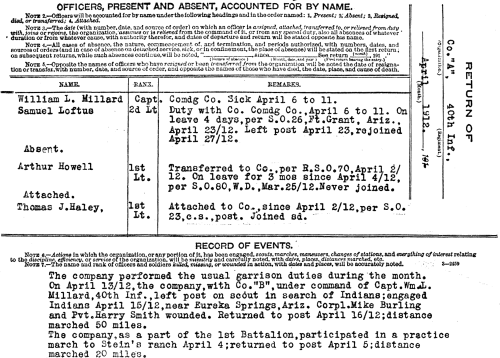 OFFICERS, PRESENT AND ABSENT, ACCOUNTED FOR BY NAME.
NOTE 2.—Officers will be accounted for by name under the following headings and in the order named: 1, Present; 2, Absent; 3, Resigned,
died, or transferred; 4, attached.
NOTE 3.—The date (with number, date, and source of order) on which an officer is assigned, attached, transferred to, or relieved from duty
with, joins or rejoins, the organization, assumes or is relieved from the command of it, or from any special duty, also all absences of whatever
duration or from whatever cause, with authority therefor, and dates of departure and return will be stated opposite his name.
NOTE 4.—All cases of absence, the nature, commencement of, and termination, and periods authorized, with numbers, dates, and
sources of orders (and in case of absences on detached service, sick, or in confinement, the place of absence) will be stated on the first return;
on subsequent returns, while the absences continue, will be noted,
NOTE 5.—Opposite the names of officers who have resigned or been transferred from the organization will be noted the date of resigna-
tion or transfer, with number, date, and source of order, and opposite the names of those who have died, the date, place, and cause of death.
NAME. RANK. REMARKS.
William L. Millard Capt. Comdg Co. Sick April 6 to 11.
Samuel Loftus 2d Lt Duty with Co. Comdg Co., April 6 to 11. On
leave 4 days, per S.O.26, Ft.Grant, Ariz.,
April 23/12. Left post April 23, rejoined
April 27/12.
Absent.
Arthur Howell 1st Lt. Transferred to Co., per R.S.O.70, April 2/
12. On leave for 3 mos since April 4/12,
per S.O.80, W.D., Mar.25/12. Never joined.
Attached.
Thomas J.Haley, 1st Lt. Attached to Co., since April 2/12, per S.O.
23, c.s., post. Joined sd.
RETURN OF
Co. "A" 40th Inf.,
(Regiment.)
April 1912.
(Month.)
RECORD OF EVENTS.
NOTE 6.—Actions in which the organization, or any portion of it, has been engaged, scouts, marches, maneuvers, changes of stations, and everything of interest relating
to the discipline, efficiency, or service of the organization, will be minutely and carefully noted, with dates, places, distances marched, etc.
NOTE 7.—The name and rank of officers and soldiers killed, missing, or wounded in action, with dates and places, will be accurately noted.
The company performed the usual garrison duties during the month.
On April 13/12, the company, with Co."B", under command of Capt.Wm.L.
Millard, 40th Inf., left post on scout in search of Indians; engaged
Indians April 15/12, near Eureka Springs, Ariz. Corpl.Mike Burling
and Pvt.Harry Smith wounded. Returned to post April 16/12; distance
marched 50 miles.
The company, as a part of the 1st Battalion, participated in a practice
march to Stein's ranch April 4; returned to post April 5; distance
marched 20 miles.